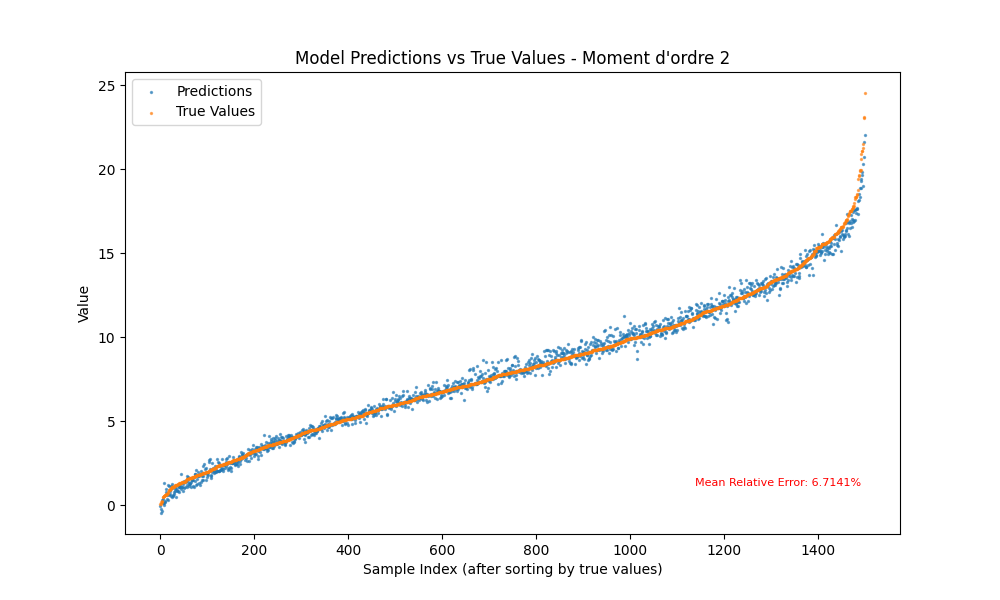 Model Predictions vs True Values - Moment d'ordre 2
Predictions
True Values
Value
25
20
15
10
5
0
Mean Relative Error: 6.7141%
0 200 400 600 800 1000 1200 1400
Sample Index (after sorting by true values)